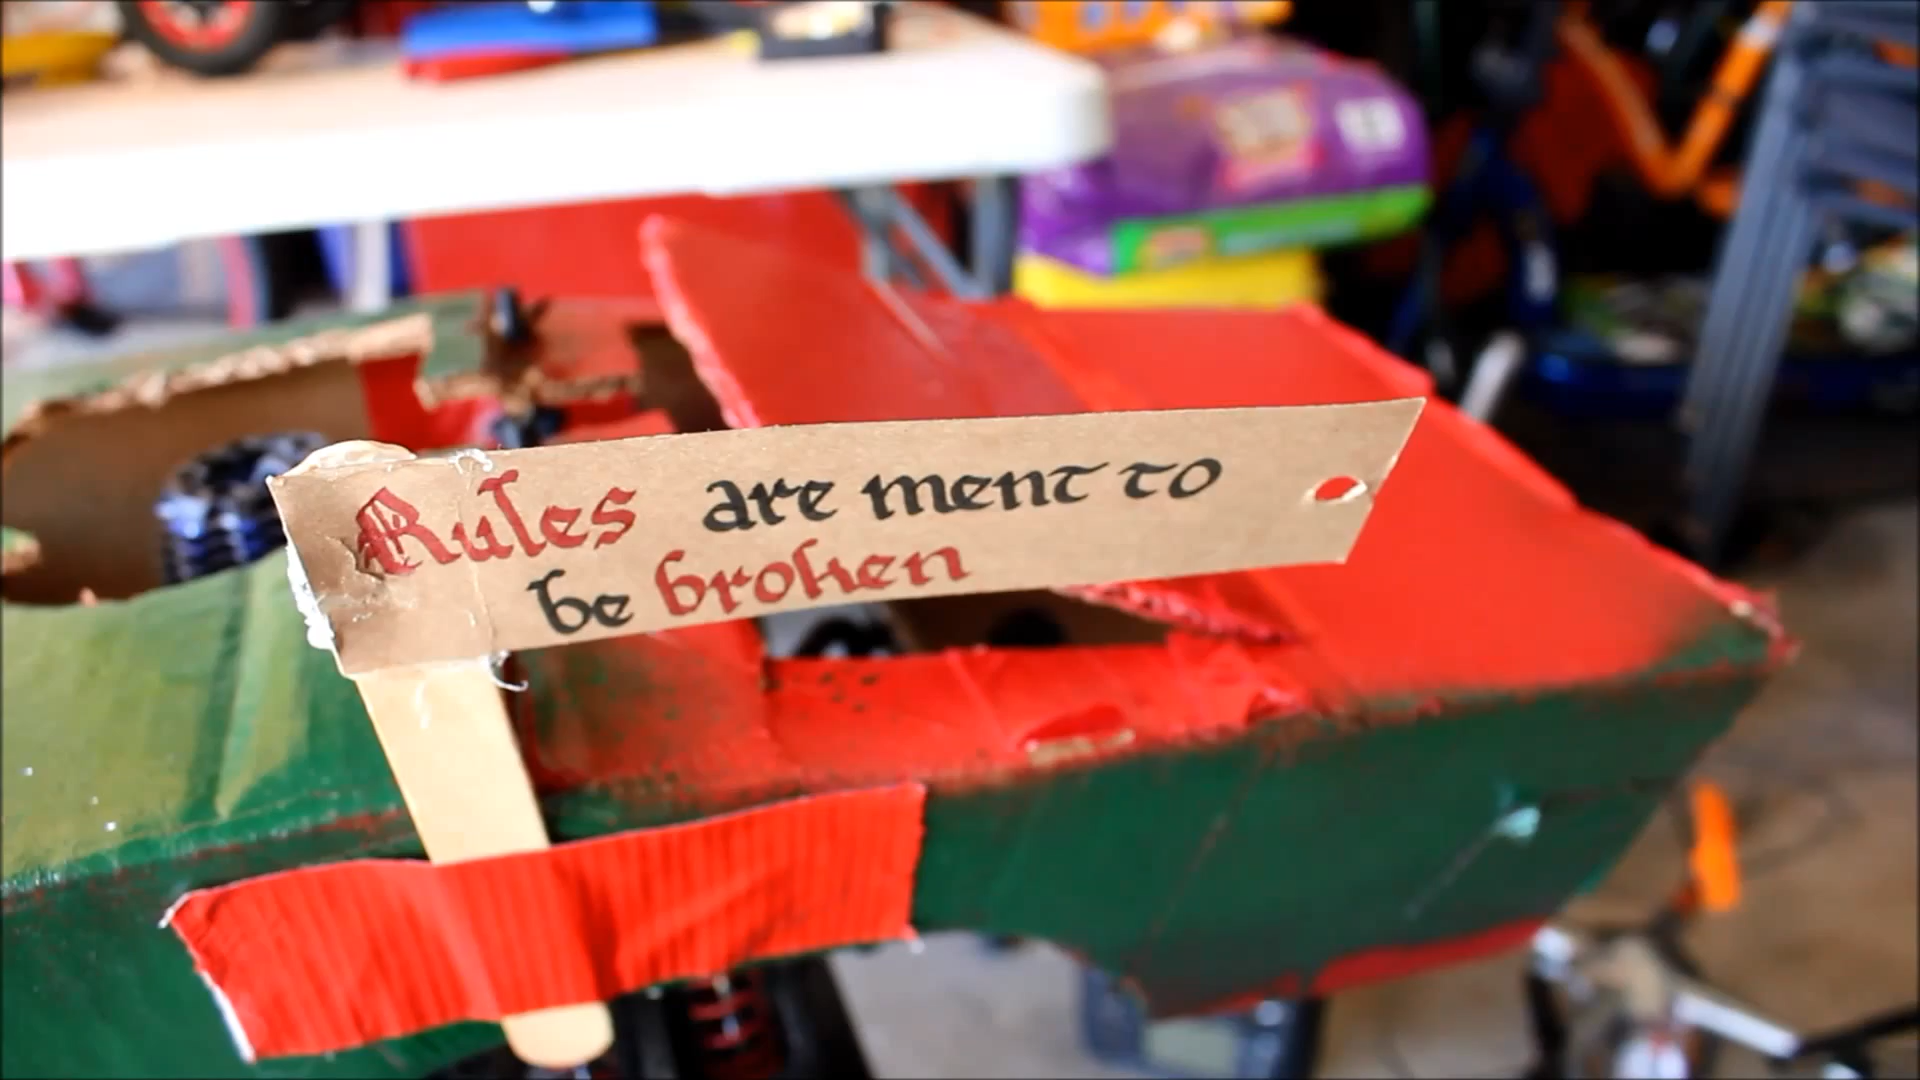 Rules are ment to
be broken